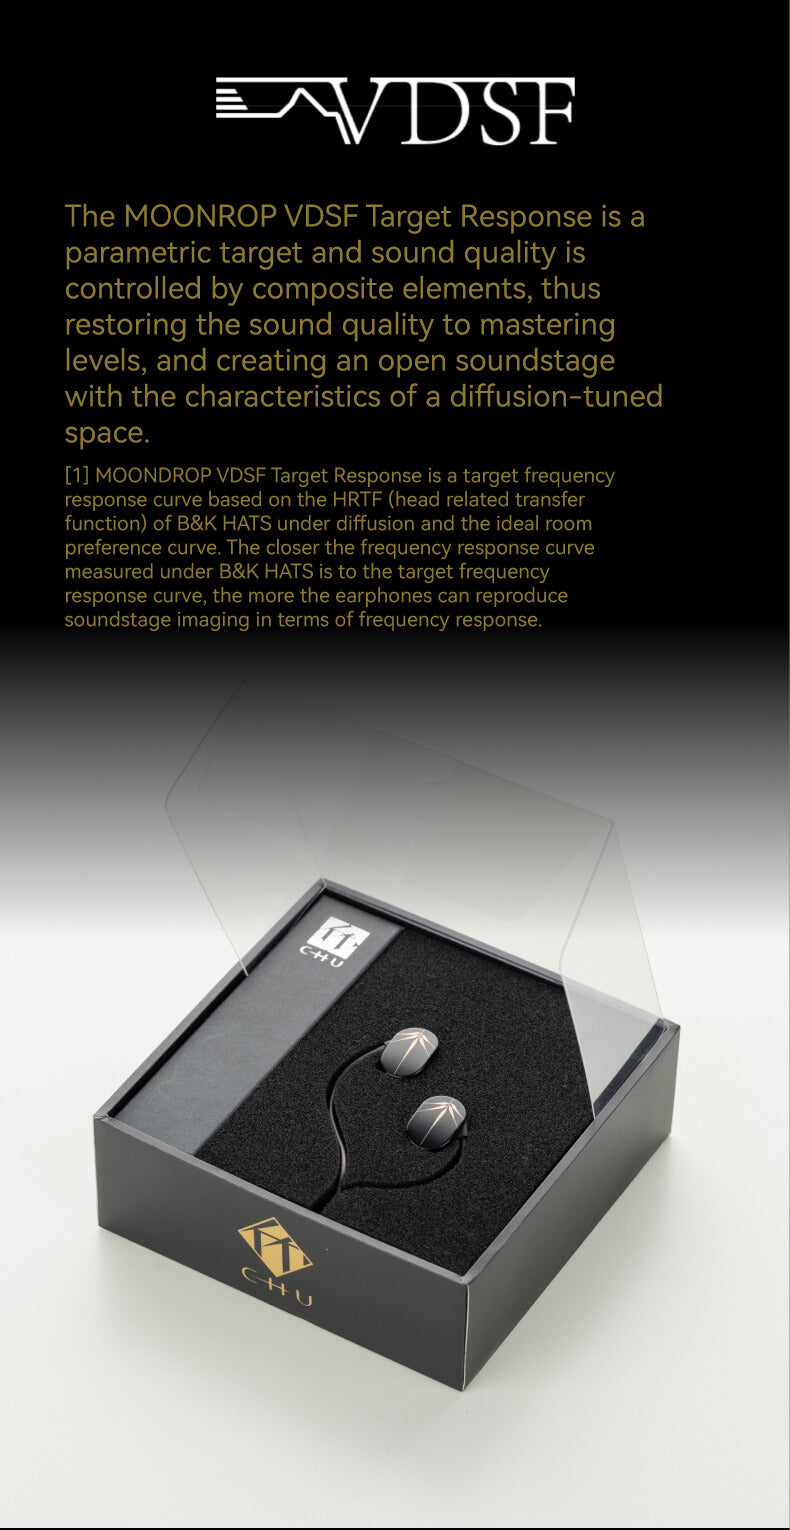 VDSF
The MOONROP VDSF Target Response is a
parametric target and sound quality is
controlled by composite elements, thus
restoring the sound quality to mastering
levels, and creating an open soundstage
with the characteristics of a diffusion-tuned
space.
[1] MOONDROP VDSF Target Response is a target frequency
response curve based on the HRTF (head related transfer
function) of B&K HATS under diffusion and the ideal room
preference curve. The closer the frequency response curve
measured under B&K HATS is to the target frequency
response curve, the more the earphones can reproduce
soundstage imaging in terms of frequency response.
CHU
CHU